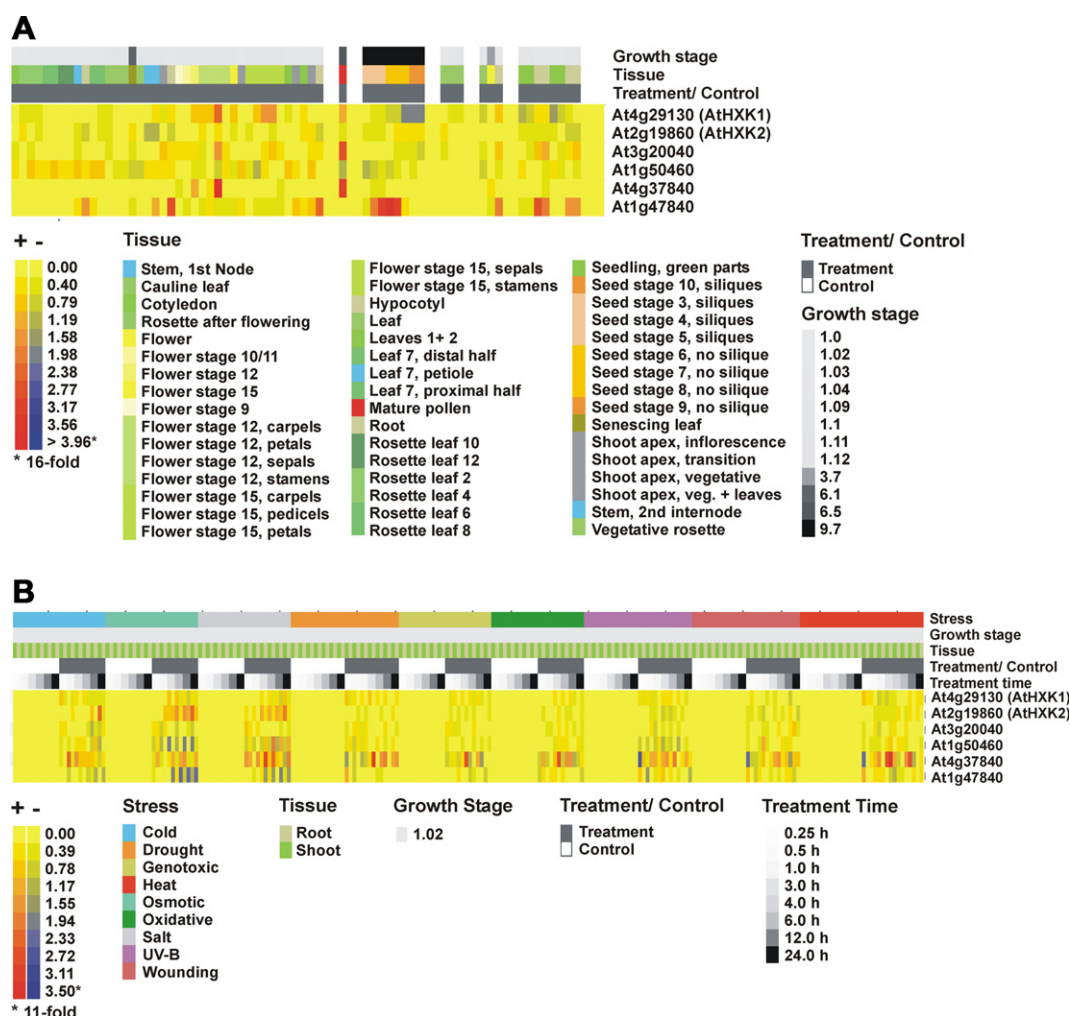 A
Growth stage
Tissue
Treatment/ Control
At4g29130 (AtHXK1)
At2g19860 (AtHXK2)
At3g20040
At1g50460
At4g37840
At1g47840
+ -
0.00
0.40
0.79
1.19
1.58
1.98
2.38
2.77
3.17
3.56
> 3.96*
* 16-fold
Tissue
Stem, 1st Node
Cauline leaf
Cotyledon
Rosette after flowering
Flower
Flower stage 10/11
Flower stage 12
Flower stage 15
Flower stage 9
Flower stage 12, carpels
Flower stage 12, petals
Flower stage 12, sepals
Flower stage 12, stamens
Flower stage 15, carpels
Flower stage 15, pedicels
Flower stage 15, petals
Flower stage 15, sepals
Flower stage 15, stamens
Hypocotyl
Leaf
Leaves 1+ 2
Leaf 7, distal half
Leaf 7, petiole
Leaf 7, proximal half
Mature pollen
Root
Rosette leaf 10
Rosette leaf 12
Rosette leaf 2
Rosette leaf 4
Rosette leaf 6
Rosette leaf 8
Seedling, green parts
Seed stage 10, siliques
Seed stage 3, siliques
Seed stage 4, siliques
Seed stage 5, siliques
Seed stage 6, no silique
Seed stage 7, no silique
Seed stage 8, no silique
Seed stage 9, no silique
Senescing leaf
Shoot apex, inflorescence
Shoot apex, transition
Shoot apex, vegetative
Shoot apex, veg. + leaves
Stem, 2nd internode
Vegetative rosette
Treatment/ Control
Treatment
Control
Growth stage
1.0
1.02
1.03
1.04
1.09
1.1
1.11
1.12
3.7
6.1
6.5
9.7
B
Stress
Growth stage
Tissue
Treatment/ Control
Treatment time
At4g29130 (AtHXK1)
At2g19860 (AtHXK2)
At3g20040
At1g50460
At4g37840
At1g47840
+ -
0.00
0.39
0.78
1.17
1.55
1.94
2.33
2.72
3.11
3.50*
* 11-fold
Stress
Cold
Drought
Genotoxic
Heat
Osmotic
Oxidative
Salt
UV-B
Wounding
Tissue
Root
Shoot
Growth Stage
1.02
Treatment/ Control
Treatment
Control
Treatment Time
0.25 h
0.5 h
1.0 h
3.0 h
4.0 h
6.0 h
12.0 h
24.0 h